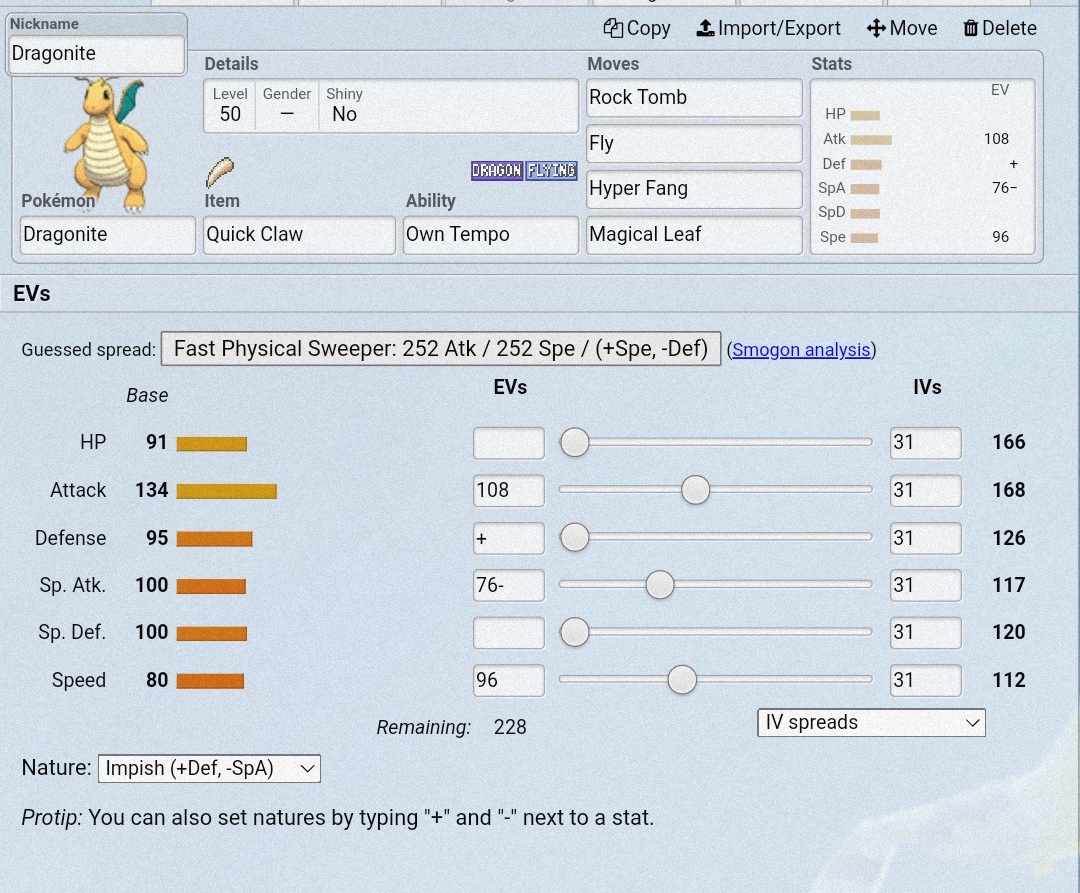 Nickname
Dragonite
Copy Import/Export Move Delete
Details Moves Stats
Level Gender Shiny
50 — No
Rock Tomb
Fly
Hyper Fang
Magical Leaf
EV
HP
Atk 108
Def +
SpA 76−
SpD
Spe 96
DRAGON FLYING
Pokémon Item Ability
Dragonite Quick Claw Own Tempo
EVs
Guessed spread: Fast Physical Sweeper: 252 Atk / 252 Spe / (+Spe, -Def) (Smogon analysis)
Base EVs IVs
HP 91 31 166
Attack 134 108 31 168
Defense 95 + 31 126
Sp. Atk. 100 76- 31 117
Sp. Def. 100 31 120
Speed 80 96 31 112
Remaining: 228 IV spreads
Nature: Impish (+Def, -SpA)
Protip: You can also set natures by typing "+" and "-" next to a stat.